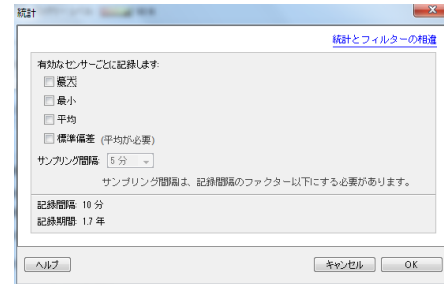 統計
統計とフィルターの相違
有効なセンサーごとに記録します:
最大
最小
平均
標準偏差 (平均が必要)
サンプリング間隔: 5 分
サンプリング間隔は、記録間隔のファクター以下にする必要があります。
記録間隔: 10 分
記録期間: 1.7 年
ヘルプ キャンセル OK